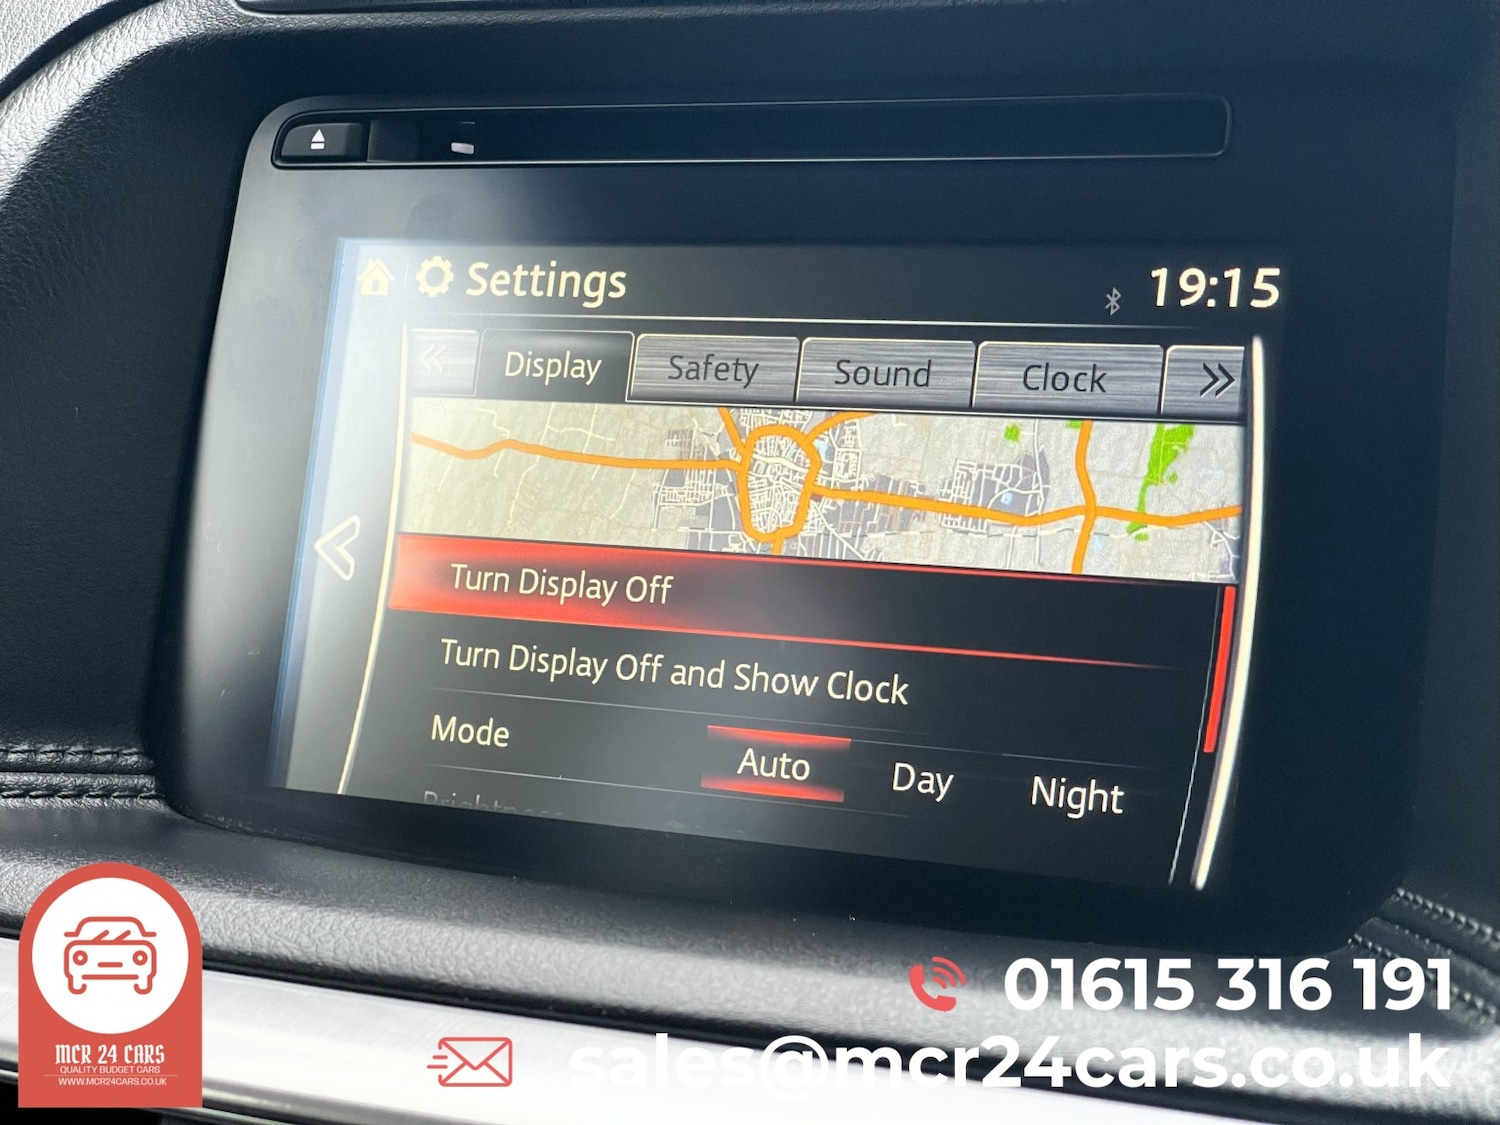 Settings
19:15
Display Safety Sound Clock
Turn Display Off
Turn Display Off and Show Clock
Mode Auto Day Night
Brightness
01615 316 191
sales@mcr24cars.co.uk
MCR 24 CARS
QUALITY BUDGET CARS
WWW.MCR24CARS.CO.UK